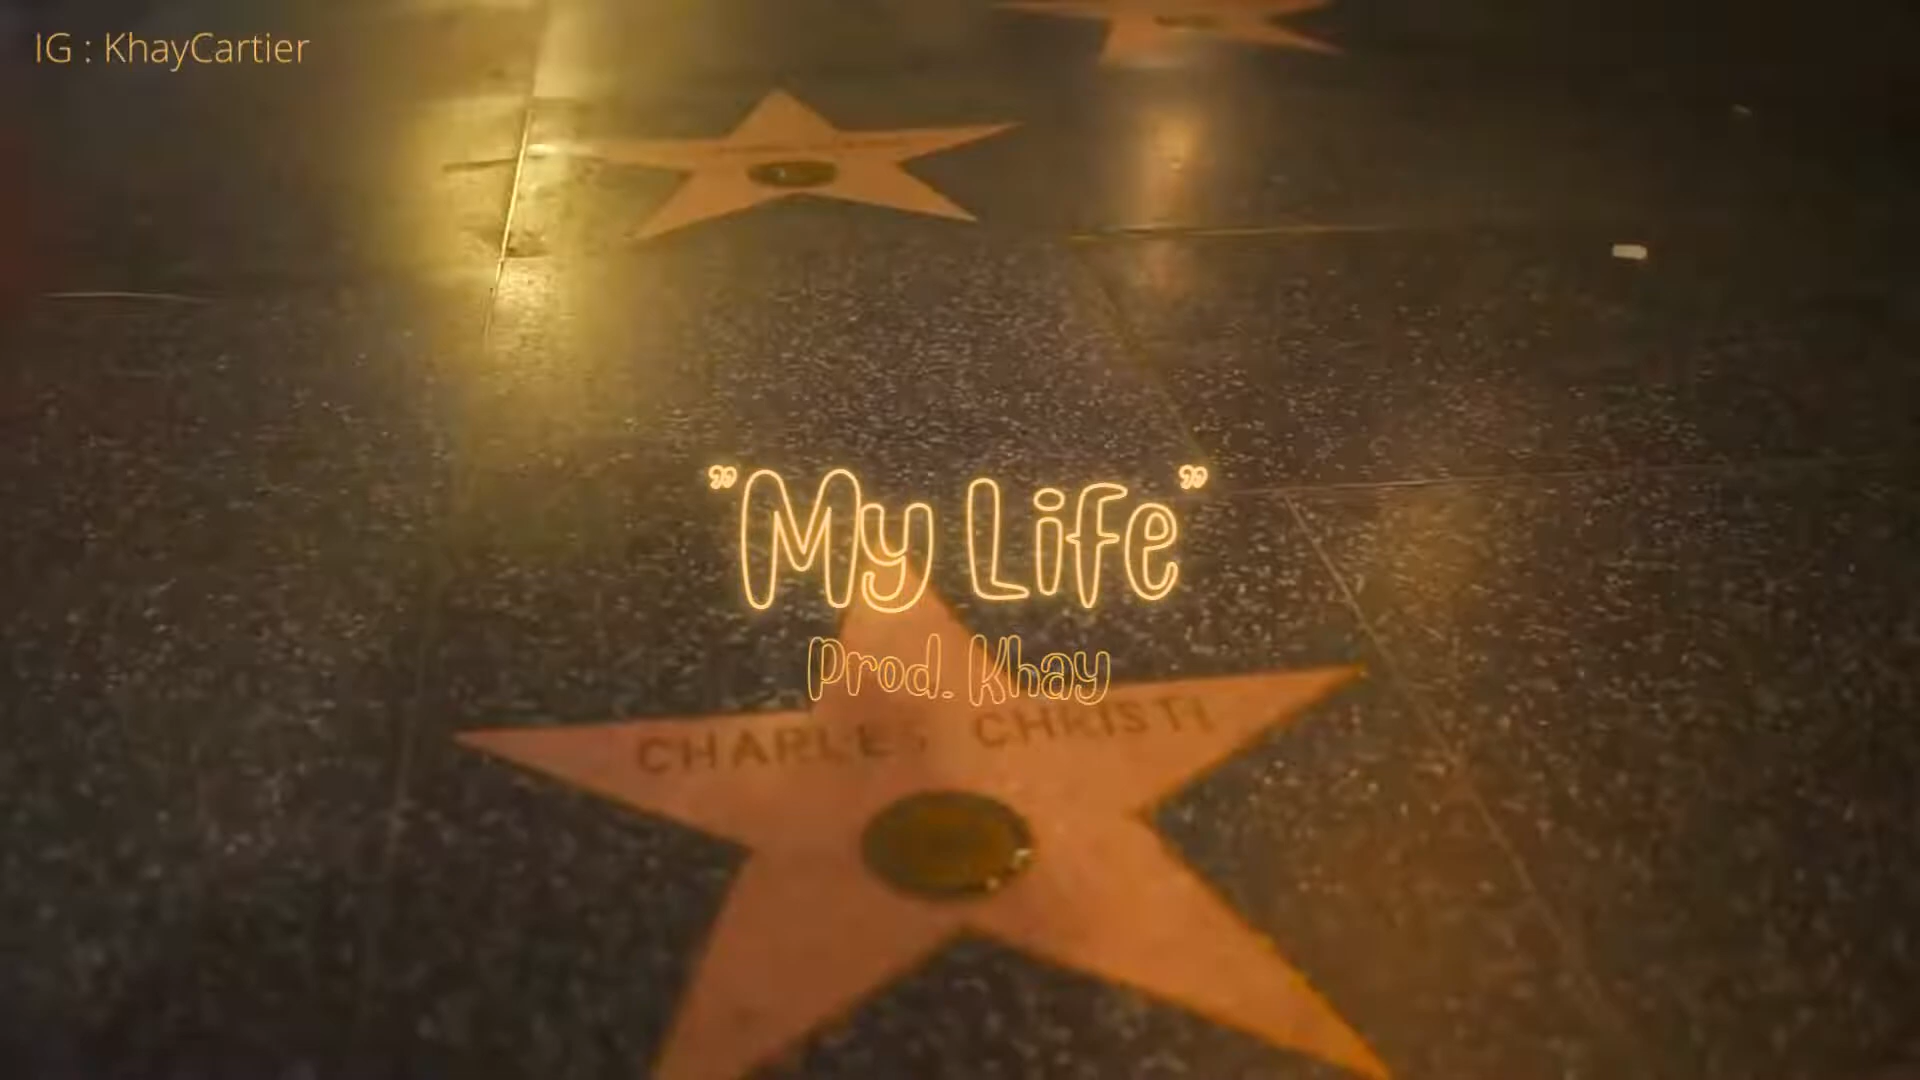 IG : KhayCartier
”My Life”
Prod. Khay
CHARLES CHRISTI